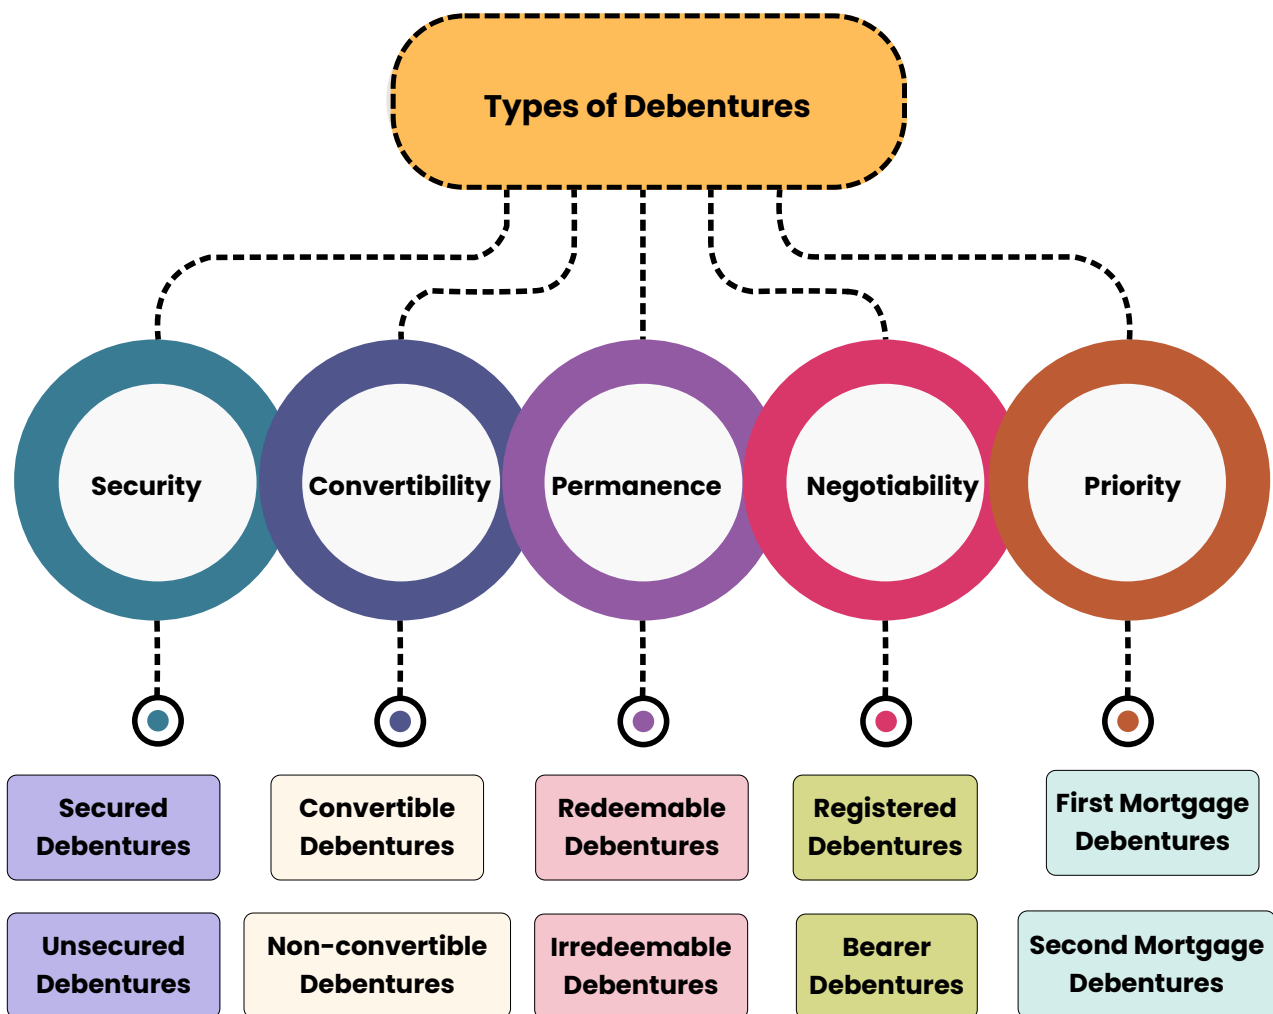 Types of Debentures
Security
Convertibility
Permanence
Negotiability
Priority
Secured
Debentures
Convertible
Debentures
Redeemable
Debentures
Registered
Debentures
First Mortgage
Debentures
Unsecured
Debentures
Non-convertible
Debentures
Irredeemable
Debentures
Bearer
Debentures
Second Mortgage
Debentures